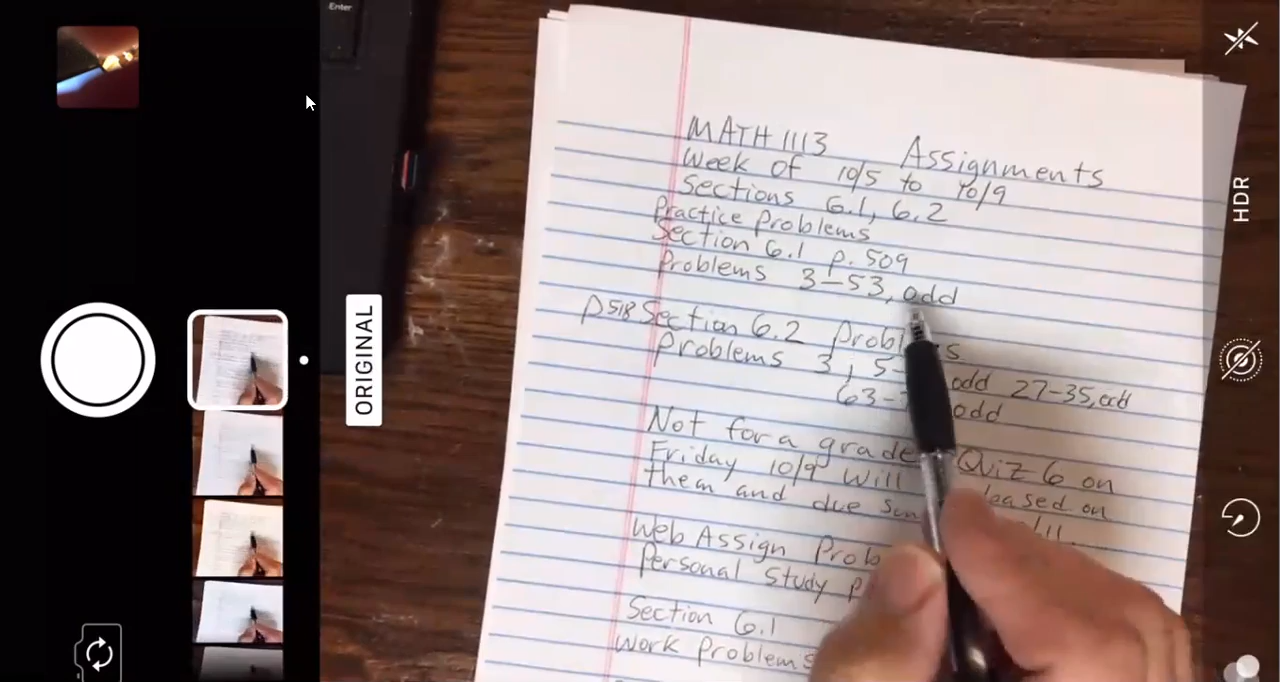 Enter
MATH 1113 Assignments
Week of 10/5 to 10/9
Sections 6.1, 6.2
Practice Problems
Section 6.1 p. 509
Problems 3-53, odd
p518 Section 6.2 Problems
Problems 3, 5- odd 27-35, odd
63- odd
Not for a grade Quiz 6 on
Friday 10/9 will based on
them and due
Web Assign Prob
Personal Study P
Section 6.1
Work Problems
ORIGINAL
HDR